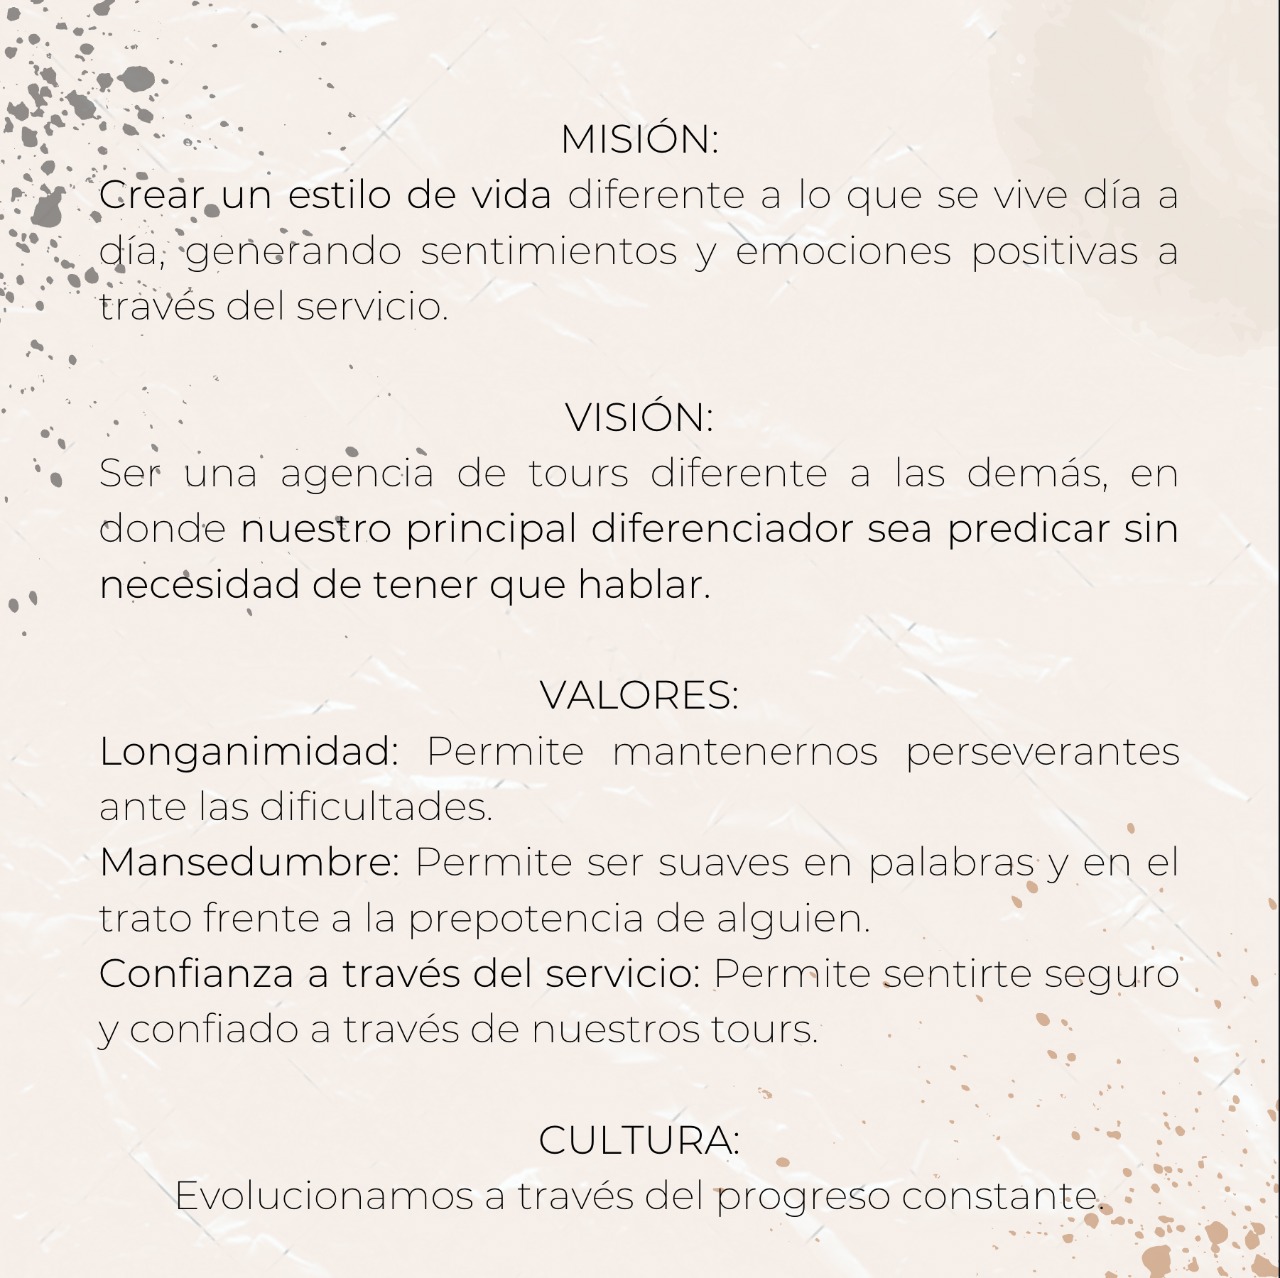 MISIÓN:
Crear un estilo de vida diferente a lo que se vive día a
día, generando sentimientos y emociones positivas a
través del servicio.
VISIÓN:
Ser una agencia de tours diferente a las demás, en
donde nuestro principal diferenciador sea predicar sin
necesidad de tener que hablar.
VALORES:
Longanimidad: Permite mantenernos perseverantes
ante las dificultades.
Mansedumbre: Permite ser suaves en palabras y en el
trato frente a la prepotencia de alguien.
Confianza a través del servicio: Permite sentirte seguro
y confiado a través de nuestros tours.
CULTURA:
Evolucionamos a través del progreso constante.